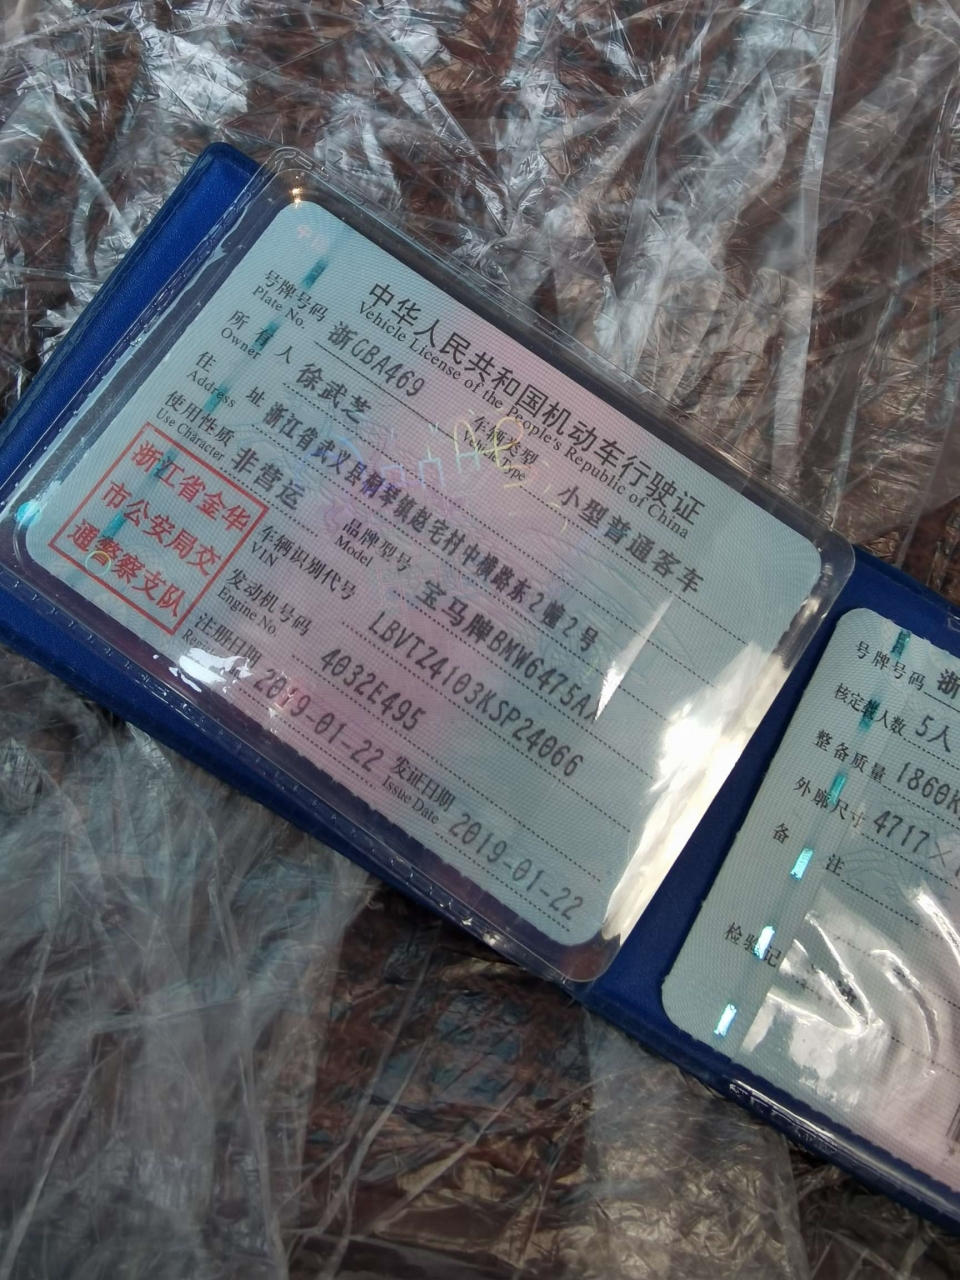 中华人民共和国机动车行驶证
Vehicle License of the People's Republic of China
号牌号码 浙GBA469 车辆类型 小型普通客车
Plate No. Vehicle Type
所有人 徐武芝
Owner
住址 浙江省武义县桐琴镇赵宅村中横路东2幢2号
Address
使用性质 非营运 品牌型号 宝马牌BMW6475AA
Use Character Model
浙江省金华
市公安局交
通警察支队
车辆识别代号 LBVTZ4103KSP24066
VIN
发动机号码 4032E495
Engine No.
注册日期 2019-01-22 发证日期 2019-01-22
Issue Date
号牌号码 浙
核定载人数 5人
整备质量 1860K
外廓尺寸 4717×
备注
检验记